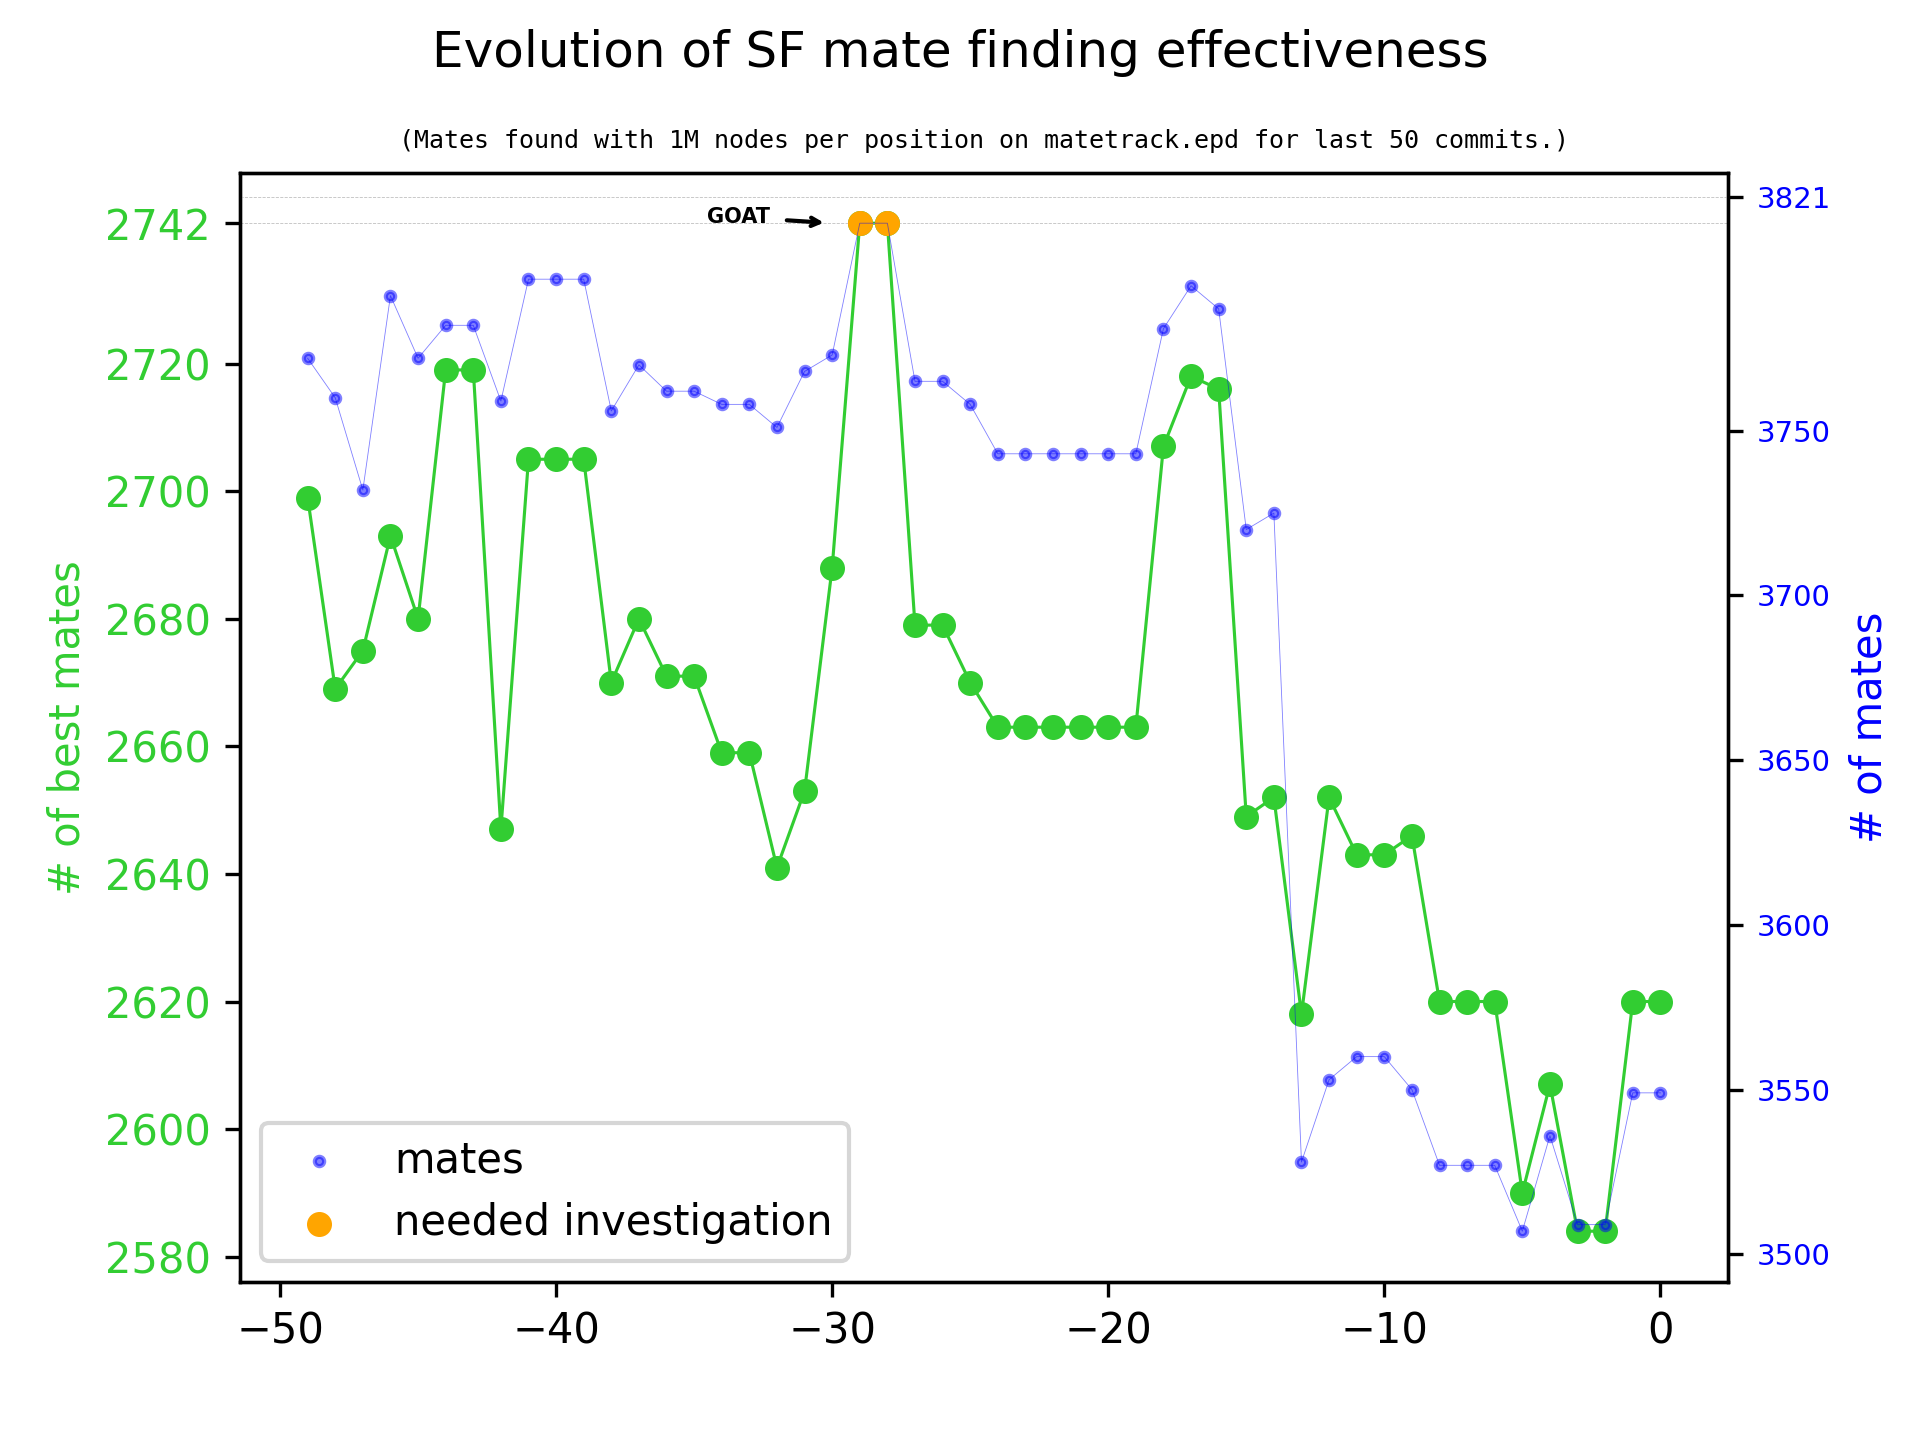 Evolution of SF mate finding effectiveness
(Mates found with 1M nodes per position on matetrack.epd for last 50 commits.)
GOAT
# of best mates
2742
2720
2700
2680
2660
2640
2620
2600
2580
3821
3750
3700
3650
3600
3550
3500
# of mates
mates
needed investigation
−50 −40 −30 −20 −10 0